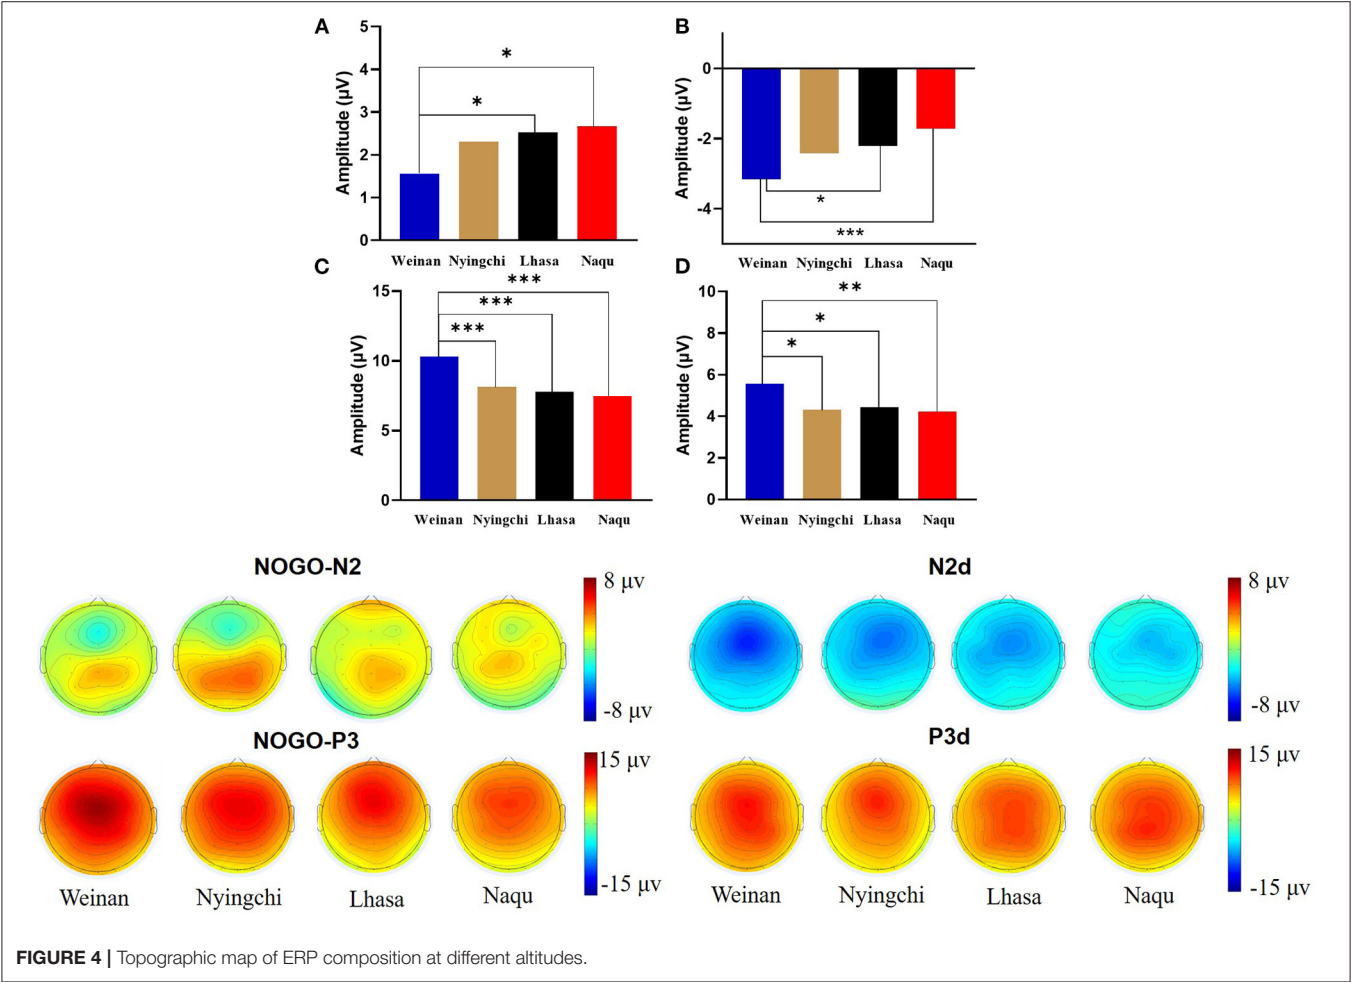 A
B
5
4
3
2
1
0
Amplitude (µV)
*
*
Weinan Nyingchi Lhasa Naqu
0
-2
-4
Amplitude (µV)
*
***
Weinan Nyingchi Lhasa Naqu
C
D
15
10
5
0
Amplitude (µV)
***
***
***
Weinan Nyingchi Lhasa Naqu
10
8
6
4
2
0
Amplitude (µV)
**
*
*
Weinan Nyingchi Lhasa Naqu
NOGO-N2
8 µv
-8 µv
N2d
8 µv
-8 µv
NOGO-P3
15 µv
-15 µv
P3d
15 µv
-15 µv
Weinan Nyingchi Lhasa Naqu
Weinan Nyingchi Lhasa Naqu
FIGURE 4 | Topographic map of ERP composition at different altitudes.